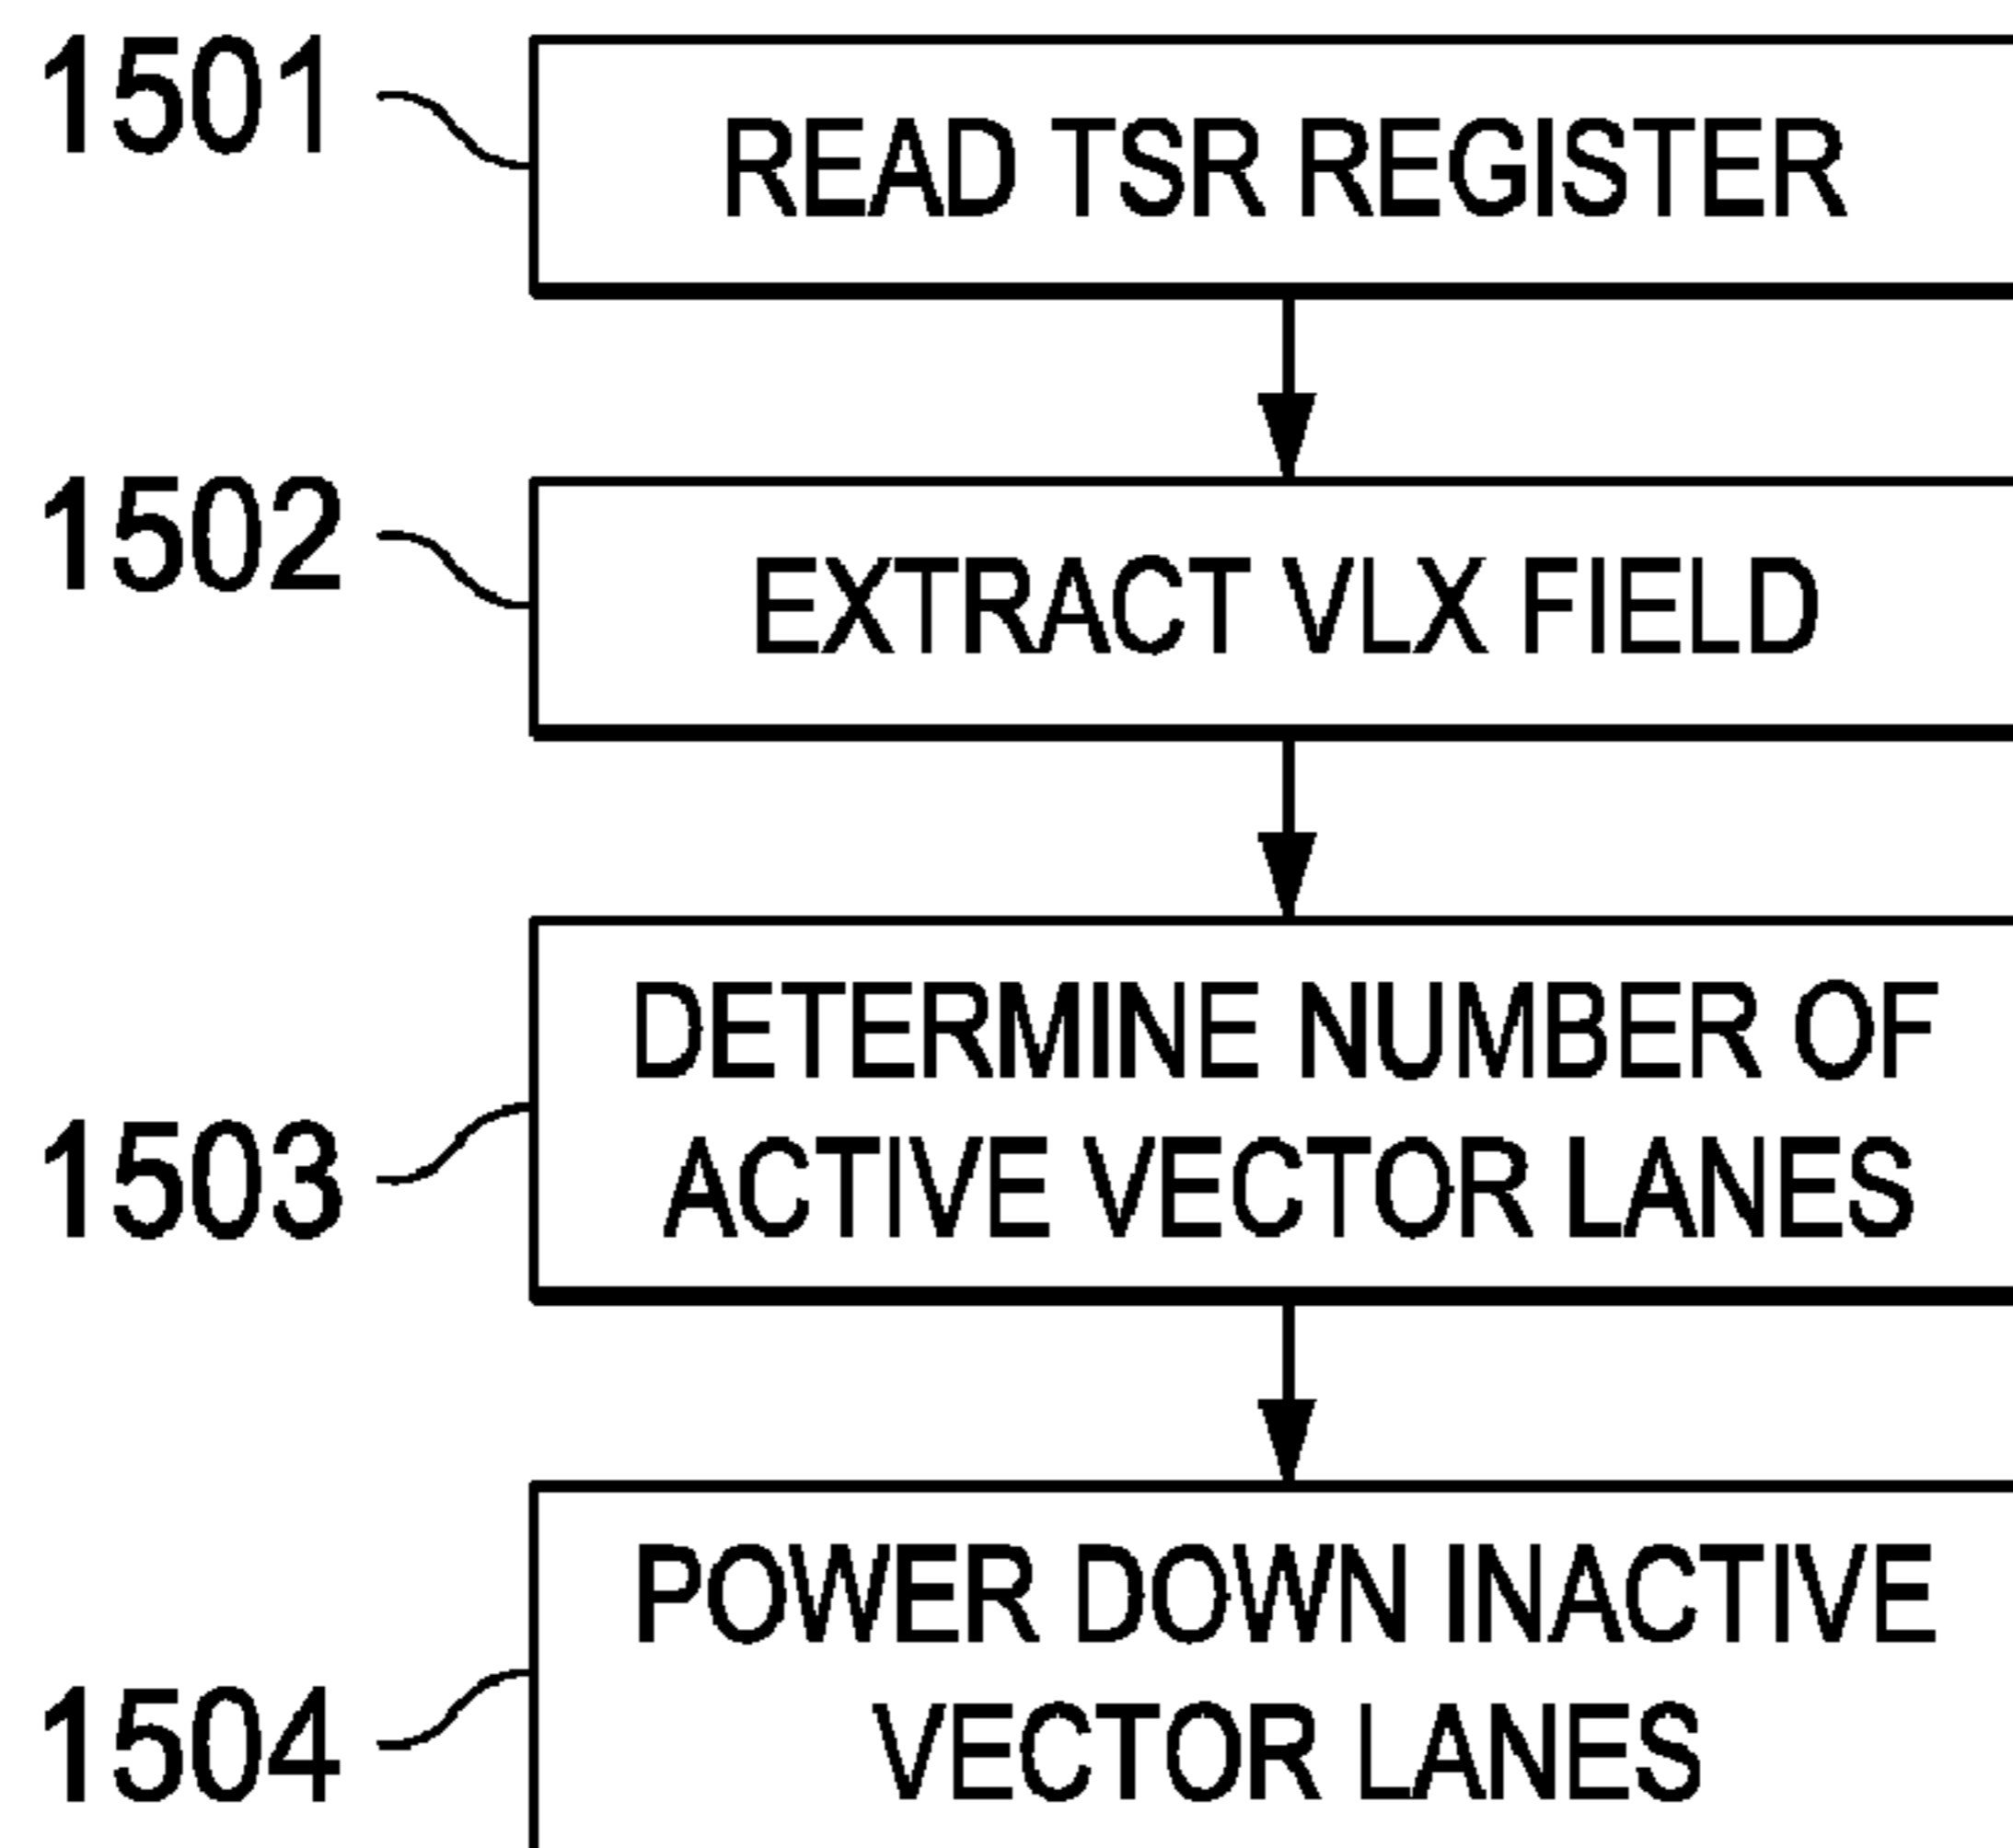 1501
READ TSR REGISTER
1502
EXTRACT VLX FIELD
DETERMINE NUMBER OF
1503
ACTIVE VECTOR LANES
POWER DOWN INACTIVE
1504
VECTOR LANES